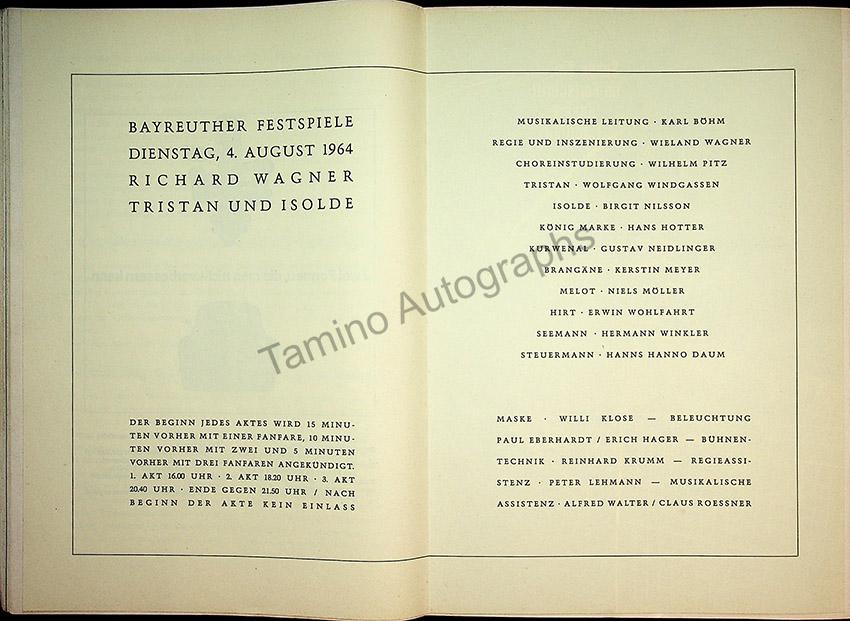 BAYREUTHER FESTSPIELE
DIENSTAG, 4. AUGUST 1964
RICHARD WAGNER
TRISTAN UND ISOLDE
DER BEGINN JEDES AKTES WIRD 15 MINU-
TEN VORHER MIT EINER FANFARE, 10 MINU-
TEN VORHER MIT ZWEI UND 5 MINUTEN
VORHER MIT DREI FANFAREN ANGEKÜNDIGT.
1. AKT 16.00 UHR · 2. AKT 18.20 UHR · 3. AKT
20.40 UHR · ENDE GEGEN 21.50 UHR / NACH
BEGINN DER AKTE KEIN EINLASS
MUSIKALISCHE LEITUNG · KARL BÖHM
REGIE UND INSZENIERUNG · WIELAND WAGNER
CHOREINSTUDIERUNG · WILHELM PITZ
TRISTAN · WOLFGANG WINDGASSEN
ISOLDE · BIRGIT NILSSON
KÖNIG MARKE · HANS HOTTER
KURWENAL · GUSTAV NEIDLINGER
BRANGÄNE · KERSTIN MEYER
MELOT · NIELS MÖLLER
HIRT · ERWIN WOHLFAHRT
SEEMANN · HERMANN WINKLER
STEUERMANN · HANNS HANNO DAUM
MASKE · WILLI KLOSE — BELEUCHTUNG
PAUL EBERHARDT / ERICH HAGER — BÜHNEN-
TECHNIK · REINHARD KRUMM — REGIEASSI-
STENZ · PETER LEHMANN — MUSIKALISCHE
ASSISTENZ · ALFRED WALTER / CLAUS ROESSNER
Tamino Autographs